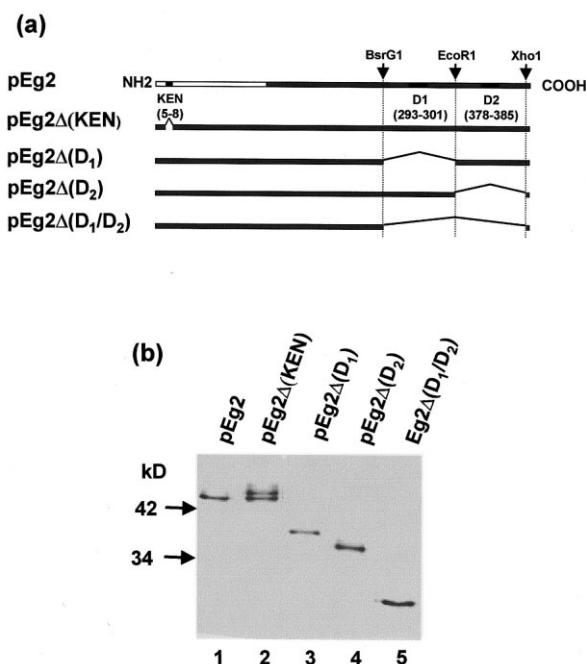 (a)
BsrG1 EcoR1 Xho1
pEg2 NH2 COOH
KEN D1 D2
(5-8) (293-301) (378-385)
pEg2Δ(KEN)
pEg2Δ(D1)
pEg2Δ(D2)
pEg2Δ(D1/D2)
(b)
pEg2 pEg2Δ(KEN) pEg2Δ(D1) pEg2Δ(D2) Eg2Δ(D1/D2)
kD
42
34
1 2 3 4 5